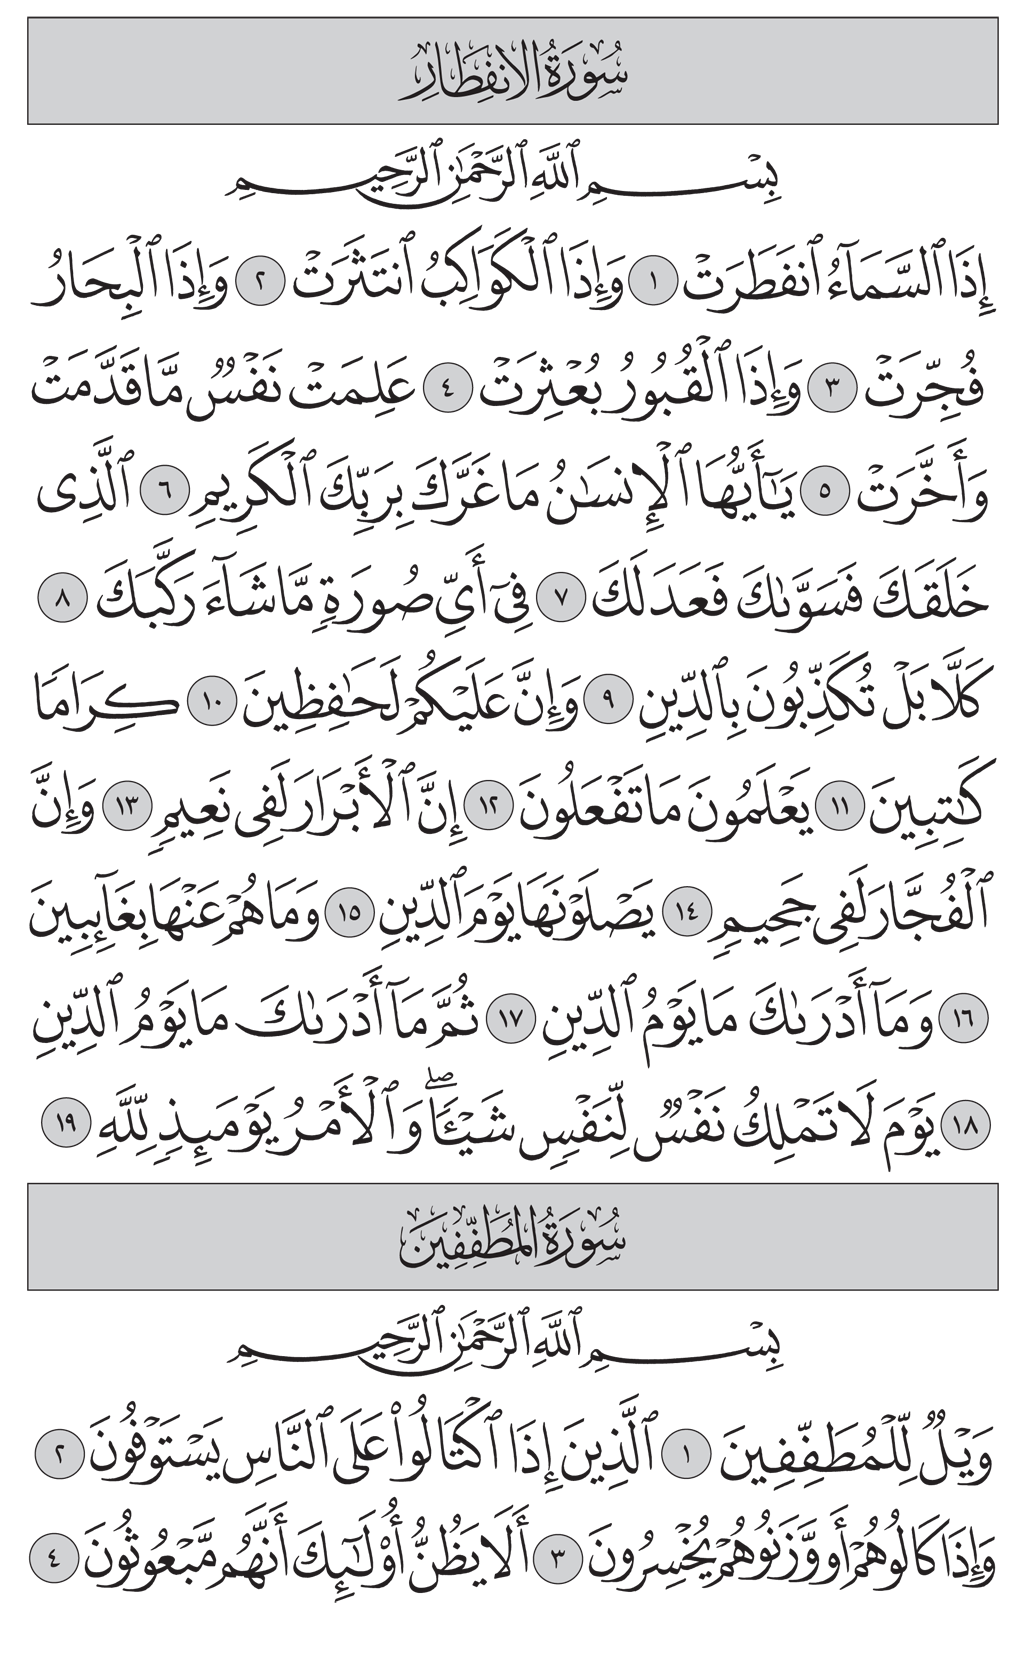 سُورَةُ الانفِطَارِ
بِسْمِ ٱللَّهِ ٱلرَّحْمَٰنِ ٱلرَّحِيمِ
إِذَا ٱلسَّمَآءُ ٱنفَطَرَتْ ١ وَإِذَا ٱلْكَوَاكِبُ ٱنتَثَرَتْ ٢ وَإِذَا ٱلْبِحَارُ
فُجِّرَتْ ٣ وَإِذَا ٱلْقُبُورُ بُعْثِرَتْ ٤ عَلِمَتْ نَفْسٌ مَّا قَدَّمَتْ
وَأَخَّرَتْ ٥ يَٰٓأَيُّهَا ٱلْإِنسَٰنُ مَا غَرَّكَ بِرَبِّكَ ٱلْكَرِيمِ ٦ ٱلَّذِى
خَلَقَكَ فَسَوَّىٰكَ فَعَدَلَكَ ٧ فِىٓ أَىِّ صُورَةٍ مَّا شَآءَ رَكَّبَكَ ٨
كَلَّا بَلْ تُكَذِّبُونَ بِٱلدِّينِ ٩ وَإِنَّ عَلَيْكُمْ لَحَٰفِظِينَ ١٠ كِرَامًا
كَٰتِبِينَ ١١ يَعْلَمُونَ مَا تَفْعَلُونَ ١٢ إِنَّ ٱلْأَبْرَارَ لَفِى نَعِيمٍ ١٣ وَإِنَّ
ٱلْفُجَّارَ لَفِى جَحِيمٍ ١٤ يَصْلَوْنَهَا يَوْمَ ٱلدِّينِ ١٥ وَمَا هُمْ عَنْهَا بِغَآئِبِينَ
١٦ وَمَآ أَدْرَىٰكَ مَا يَوْمُ ٱلدِّينِ ١٧ ثُمَّ مَآ أَدْرَىٰكَ مَا يَوْمُ ٱلدِّينِ
١٨ يَوْمَ لَا تَمْلِكُ نَفْسٌ لِّنَفْسٍ شَيْـًٔا ۖ وَٱلْأَمْرُ يَوْمَئِذٍ لِّلَّهِ ١٩
سُورَةُ المُطَفِّفِينَ
بِسْمِ ٱللَّهِ ٱلرَّحْمَٰنِ ٱلرَّحِيمِ
وَيْلٌ لِّلْمُطَفِّفِينَ ١ ٱلَّذِينَ إِذَا ٱكْتَالُوا۟ عَلَى ٱلنَّاسِ يَسْتَوْفُونَ ٢
وَإِذَا كَالُوهُمْ أَو وَّزَنُوهُمْ يُخْسِرُونَ ٣ أَلَا يَظُنُّ أُو۟لَٰٓئِكَ أَنَّهُم مَّبْعُوثُونَ ٤